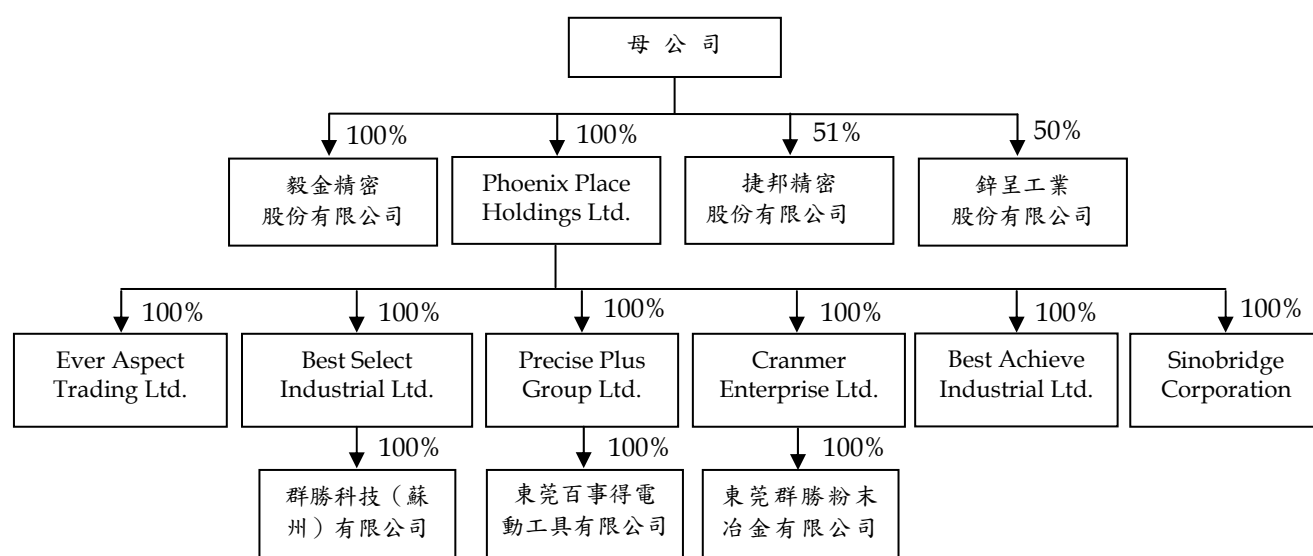 母公司
100%
100%
51%
50%
毅金精密
股份有限公司
Phoenix Place
Holdings Ltd.
捷邦精密
股份有限公司
鋅呈工業
股份有限公司
100%
100%
100%
100%
100%
100%
Ever Aspect
Trading Ltd.
Best Select
Industrial Ltd.
Precise Plus
Group Ltd.
Cranmer
Enterprise Ltd.
Best Achieve
Industrial Ltd.
Sinobridge
Corporation
100%
100%
100%
群勝科技（蘇
州）有限公司
東莞百事得電
動工具有限公司
東莞群勝粉末
冶金有限公司